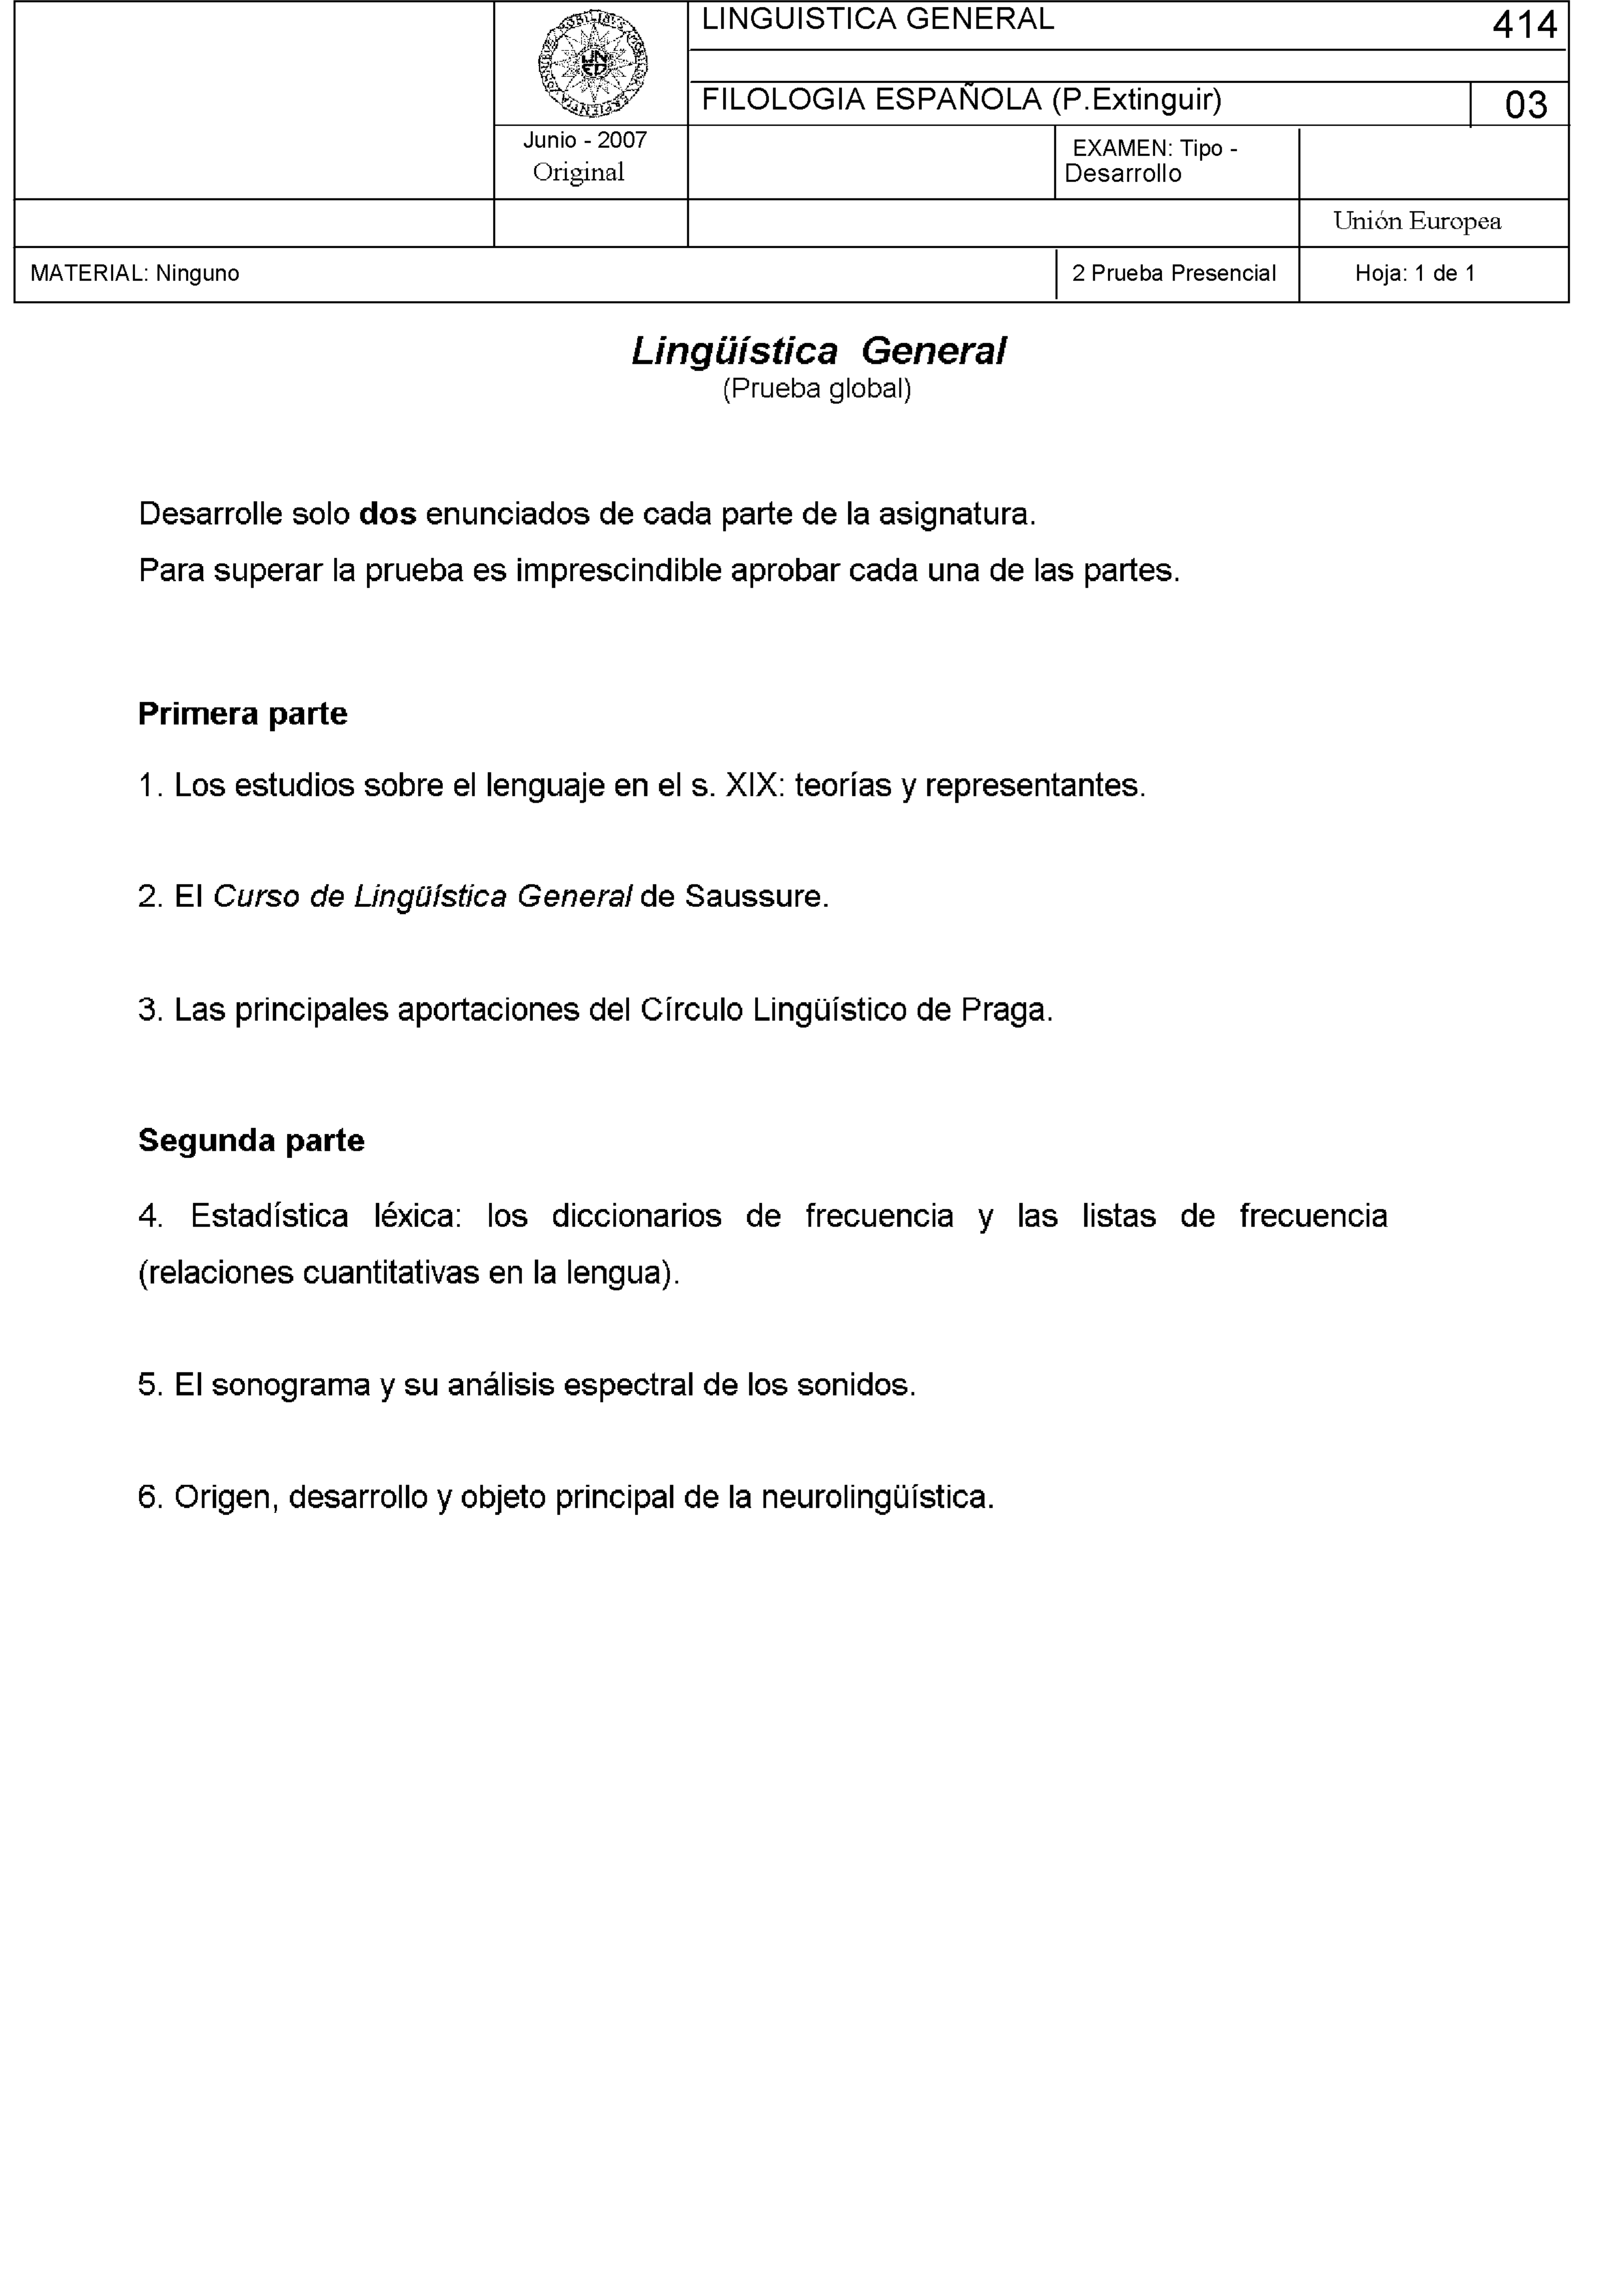 LINGUISTICA GENERAL
414
FILOLOGIA ESPAÑOLA (P.Extinguir)
03
Junio - 2007
Original
EXAMEN: Tipo -
Desarrollo
Unión Europea
MATERIAL: Ninguno
2 Prueba Presencial
Hoja: 1 de 1
Lingüística General
(Prueba global)
Desarrolle solo dos enunciados de cada parte de la asignatura.
Para superar la prueba es imprescindible aprobar cada una de las partes.
Primera parte
1. Los estudios sobre el lenguaje en el s. XIX: teorías y representantes.
2. El Curso de Lingüística General de Saussure.
3. Las principales aportaciones del Círculo Lingüístico de Praga.
Segunda parte
4. Estadística léxica: los diccionarios de frecuencia y las listas de frecuencia
(relaciones cuantitativas en la lengua).
5. El sonograma y su análisis espectral de los sonidos.
6. Origen, desarrollo y objeto principal de la neurolingüística.